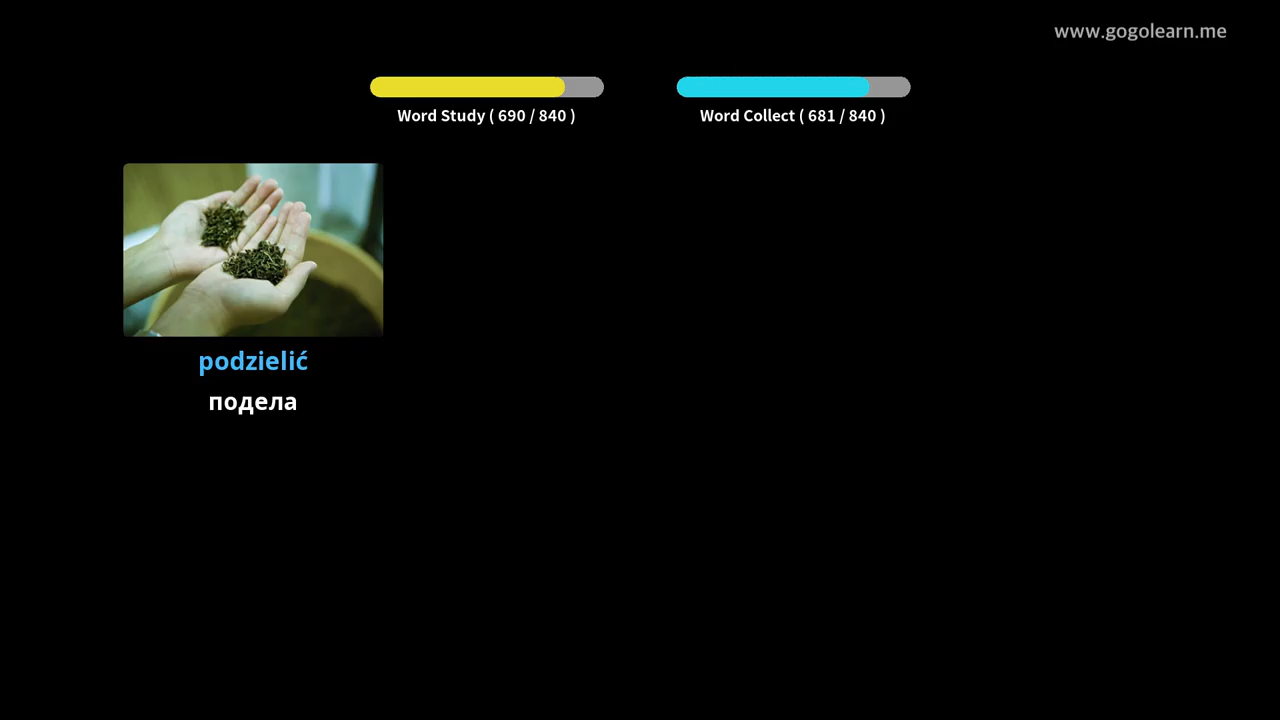 www.gogolearn.me
Word Study ( 690 / 840 )
Word Collect ( 681 / 840 )
podzielić
подела